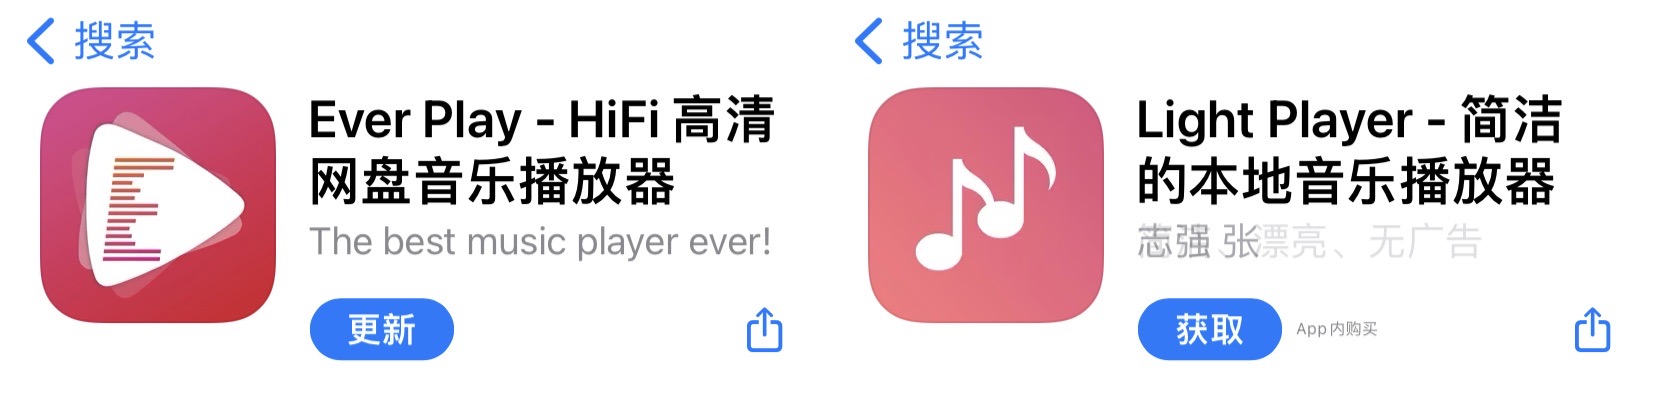 搜索
Ever Play - HiFi 高清
网盘音乐播放器
The best music player ever!
更新
搜索
Light Player - 简洁
的本地音乐播放器
志强 张
漂亮、无广告
获取
App 内购买